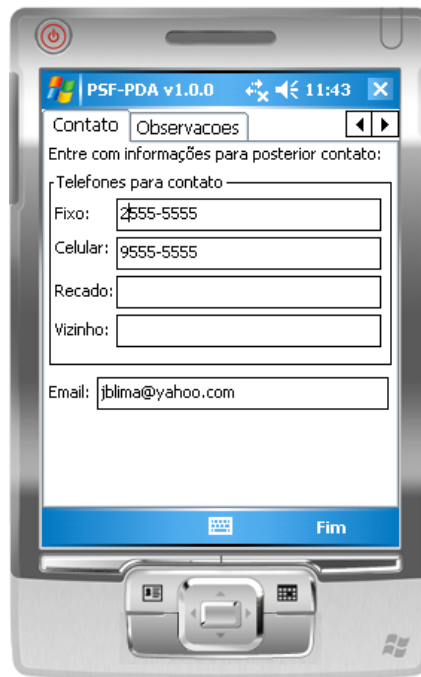 PSF-PDA v1.0.0 11:43
Contato Observacoes
Entre com informações para posterior contato:
Telefones para contato
Fixo: 2555-5555
Celular: 9555-5555
Recado:
Vizinho:
Email: jblima@yahoo.com
Fim